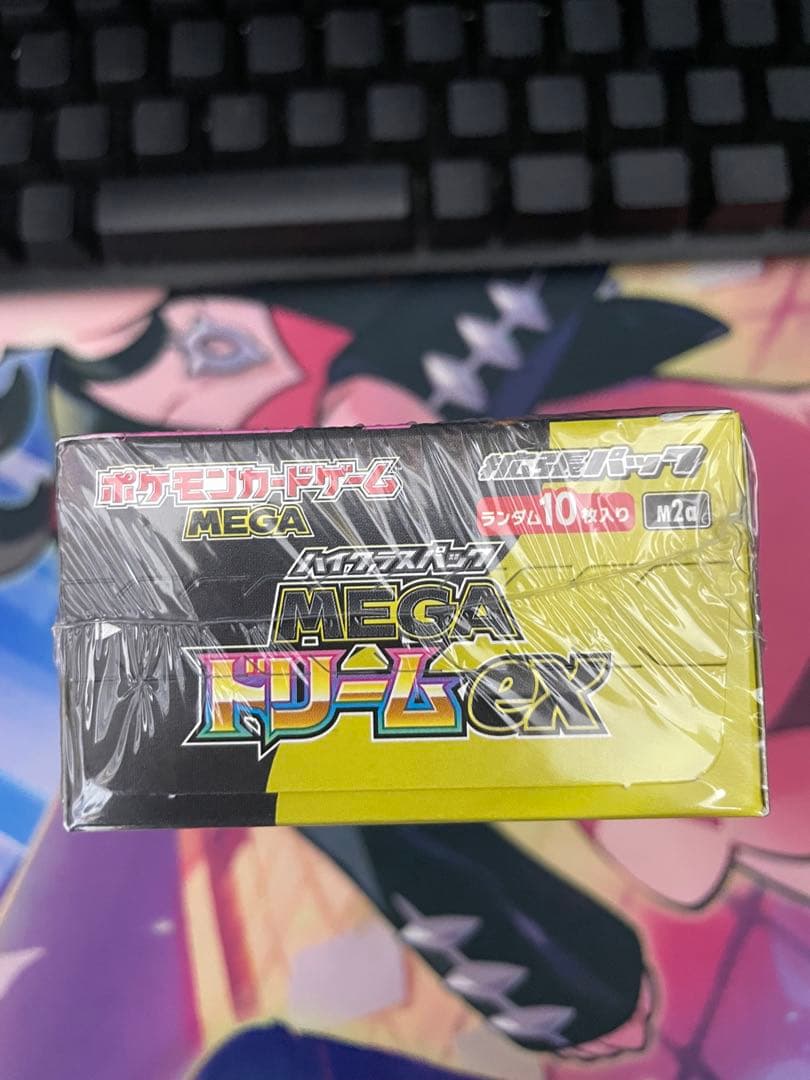 ポケモンカードゲーム
MEGA
拡張パック
ランダム10枚入り M2a
ハイクラスパック
MEGA
ドリームex